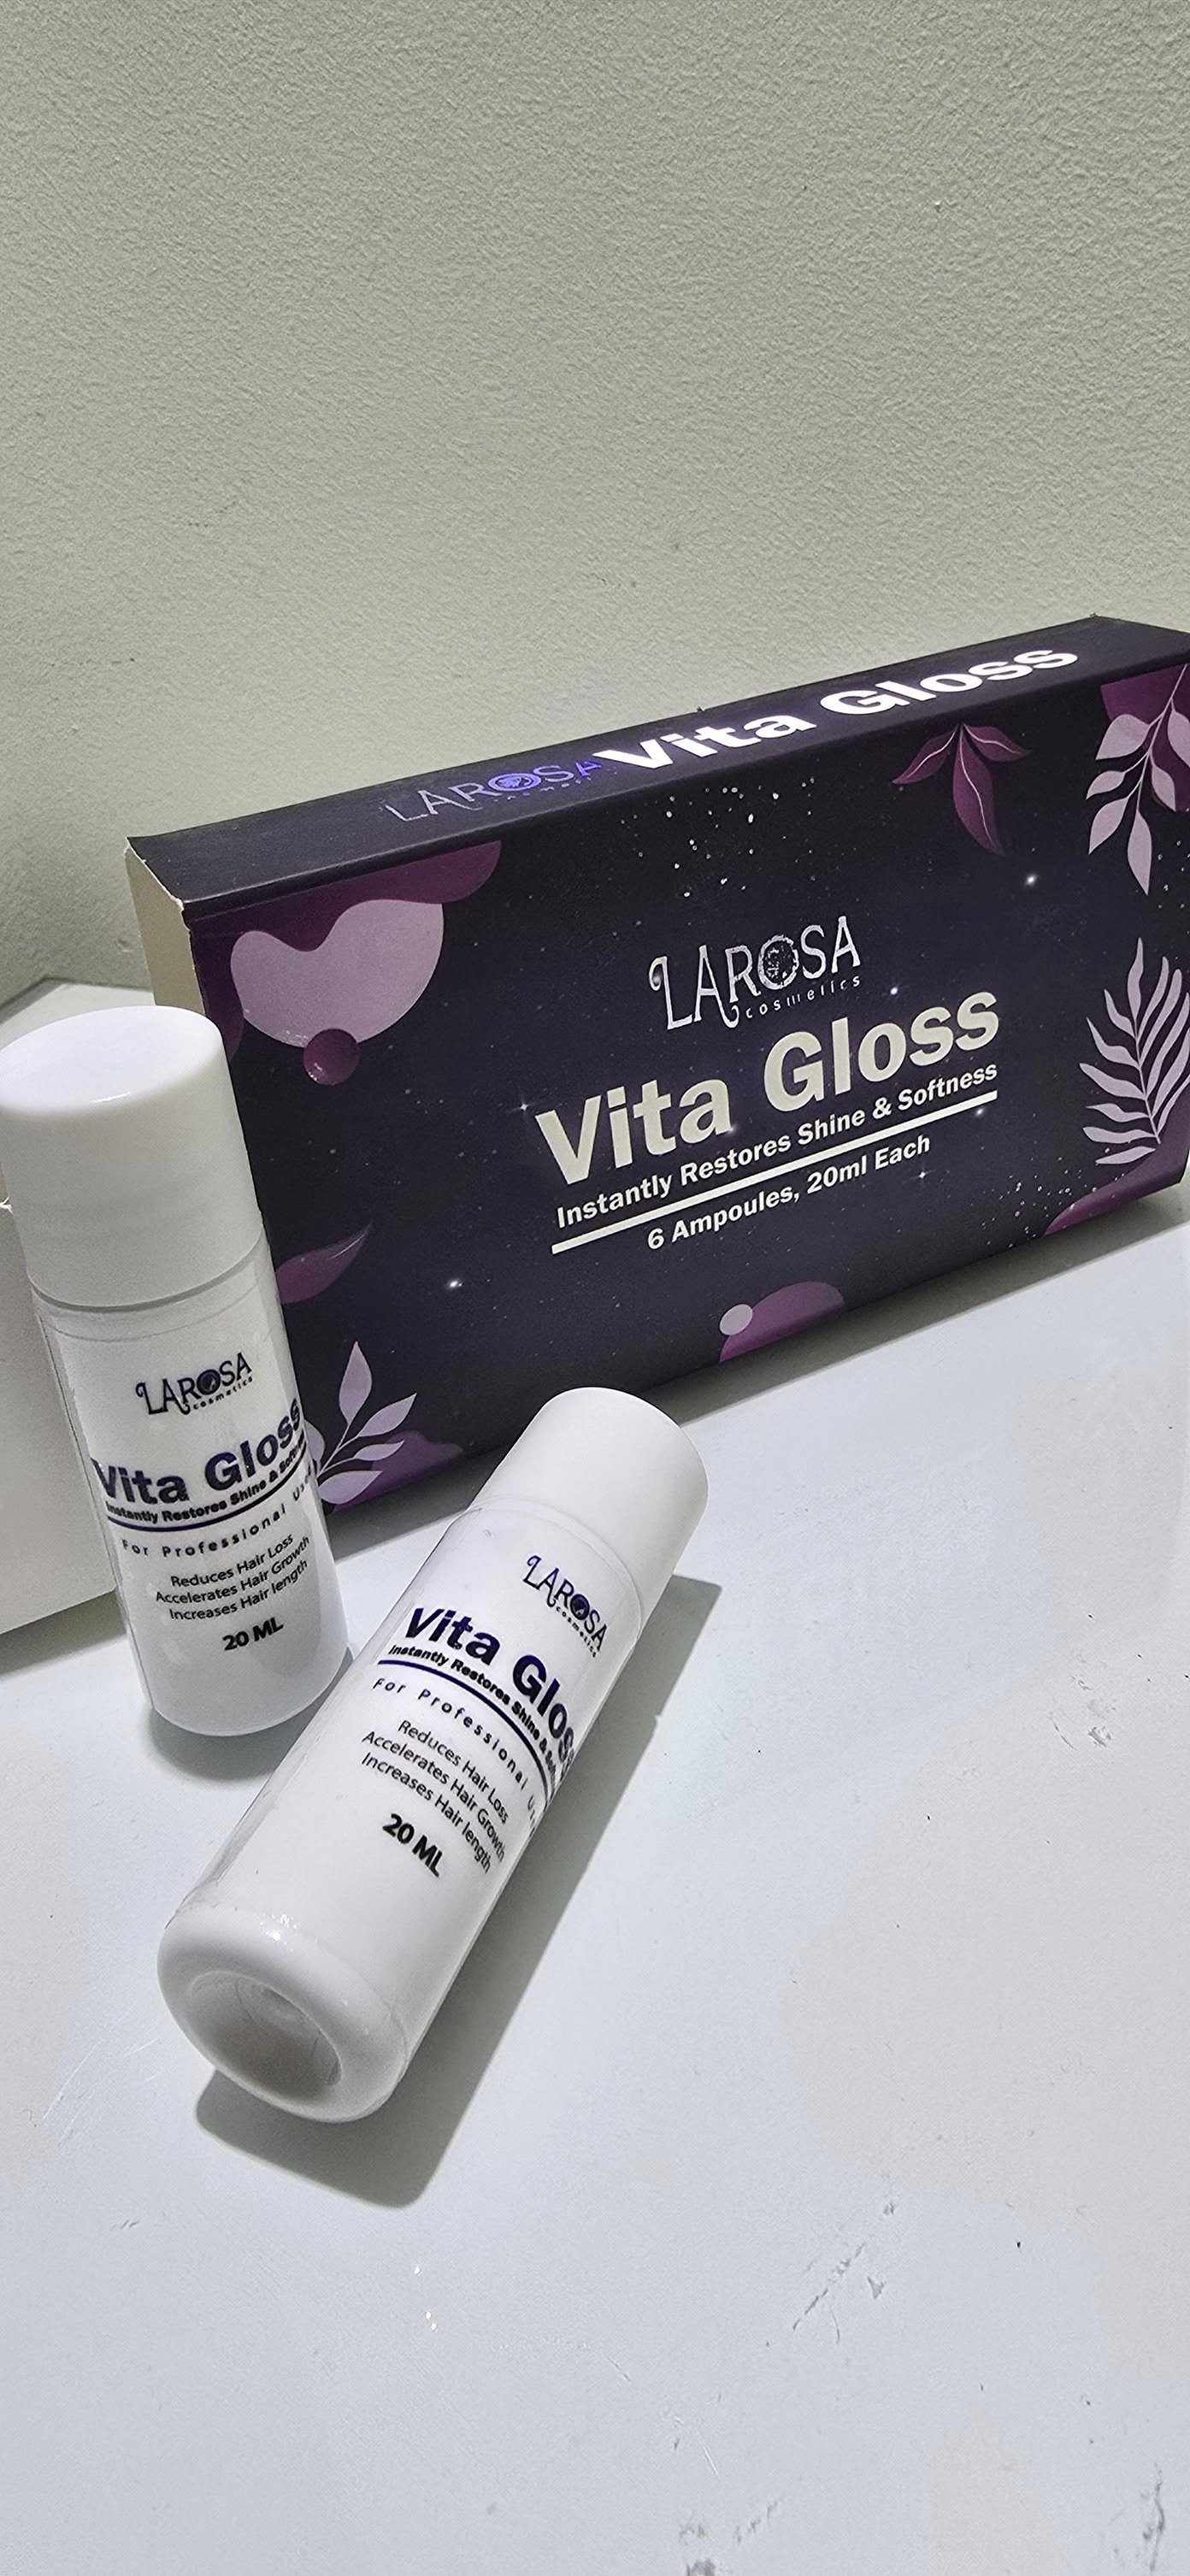 LAROSA cosmetics Vita Gloss
LAROSA
cosmetics
Vita Gloss
Instantly Restores Shine & Softness
6 Ampoules, 20ml Each
LAROSA
cosmetics
Vita Gloss
Instantly Restores Shine &
For Professional
Reduces Hair Loss
Accelerates Hair Growth
Increases Hair length
20 ML
LAROSA
cosmetics
Vita
Instantly Restores Shine &
For Professional
Reduces Hair Loss
Accelerates Hair Growth
Increases Hair length
20 ML